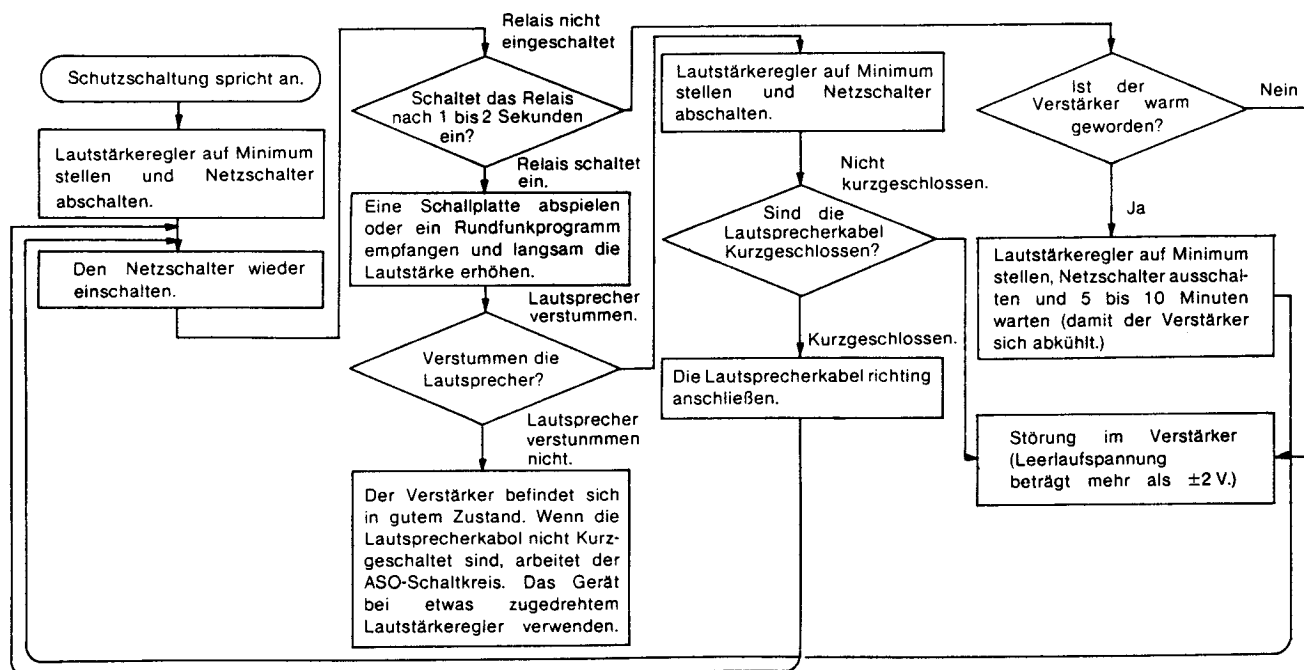 Schutzschaltung spricht an.
Lautstärkeregler auf Minimum
stellen und Netzschalter
abschalten.
Den Netzschalter wieder
einschalten.
Relais nicht
eingeschaltet
Schaltet das Relais
nach 1 bis 2 Sekunden
ein?
Relais schaltet
ein.
Eine Schallplatte abspielen
oder ein Rundfunkprogramm
empfangen und langsam die
Lautstärke erhöhen.
Lautsprecher
verstummen.
Verstummen die
Lautsprecher?
Lautsprecher
verstunmmen
nicht.
Der Verstärker befindet sich
in gutem Zustand. Wenn die
Lautsprecherkabol nicht Kurz-
geschaltet sind, arbeitet der
ASO-Schaltkreis. Das Gerät
bei etwas zugedrehtem
Lautstärkeregler verwenden.
Lautstärkeregler auf Minimum
stellen und Netzschalter
abschalten.
Nicht
kurzgeschlossen.
Sind die
Lautsprecherkabel
Kurzgeschlossen?
Kurzgeschlossen.
Die Lautsprecherkabel richting
anschließen.
Ist der
Verstärker warm
geworden?
Nein
Ja
Lautstärkeregler auf Minimum
stellen, Netzschalter ausschal-
ten und 5 bis 10 Minuten
warten (damit der Verstärker
sich abkühlt.)
Störung im Verstärker
(Leerlaufspannung
beträgt mehr als ±2 V.)